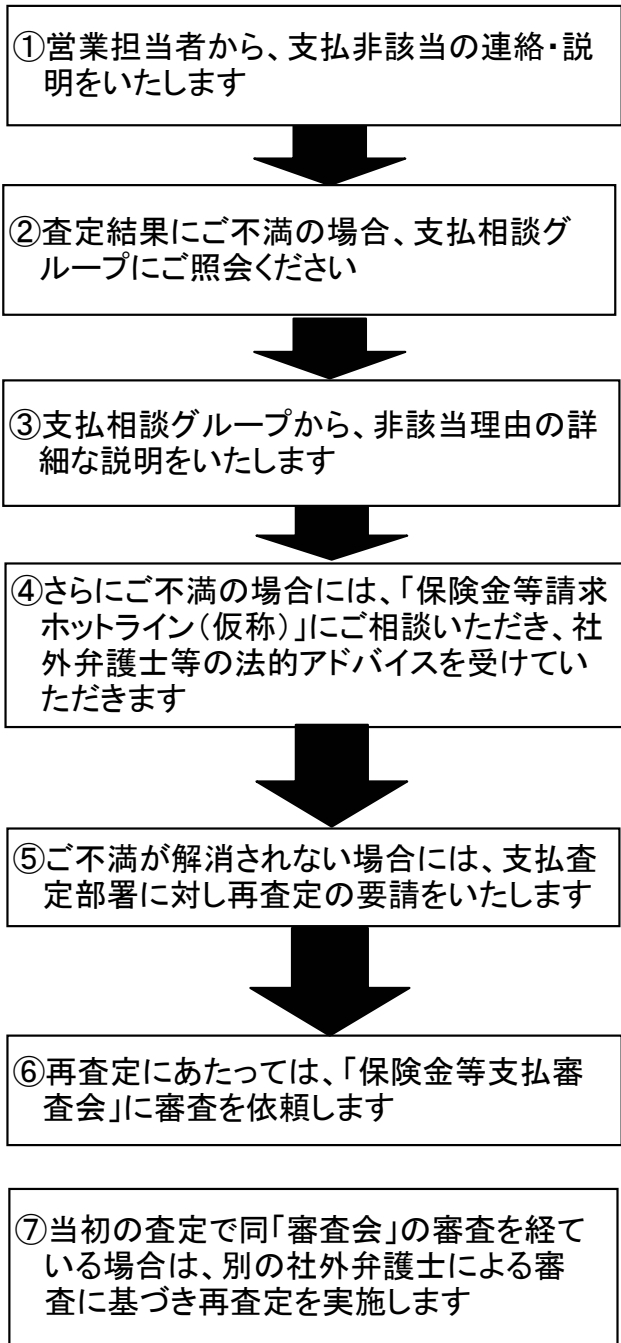 ①営業担当者から、支払非該当の連絡・説
明をいたします
②査定結果にご不満の場合、支払相談グ
ループにご照会ください
③支払相談グループから、非該当理由の詳
細な説明をいたします
④さらにご不満の場合には、「保険金等請求
ホットライン（仮称）」にご相談いただき、社
外弁護士等の法的アドバイスを受けてい
ただきます
⑤ご不満が解消されない場合には、支払査
定部署に対し再査定の要請をいたします
⑥再査定にあたっては、「保険金等支払審
査会」に審査を依頼します
⑦当初の査定で同「審査会」の審査を経て
いる場合は、別の社外弁護士による審
査に基づき再査定を実施します